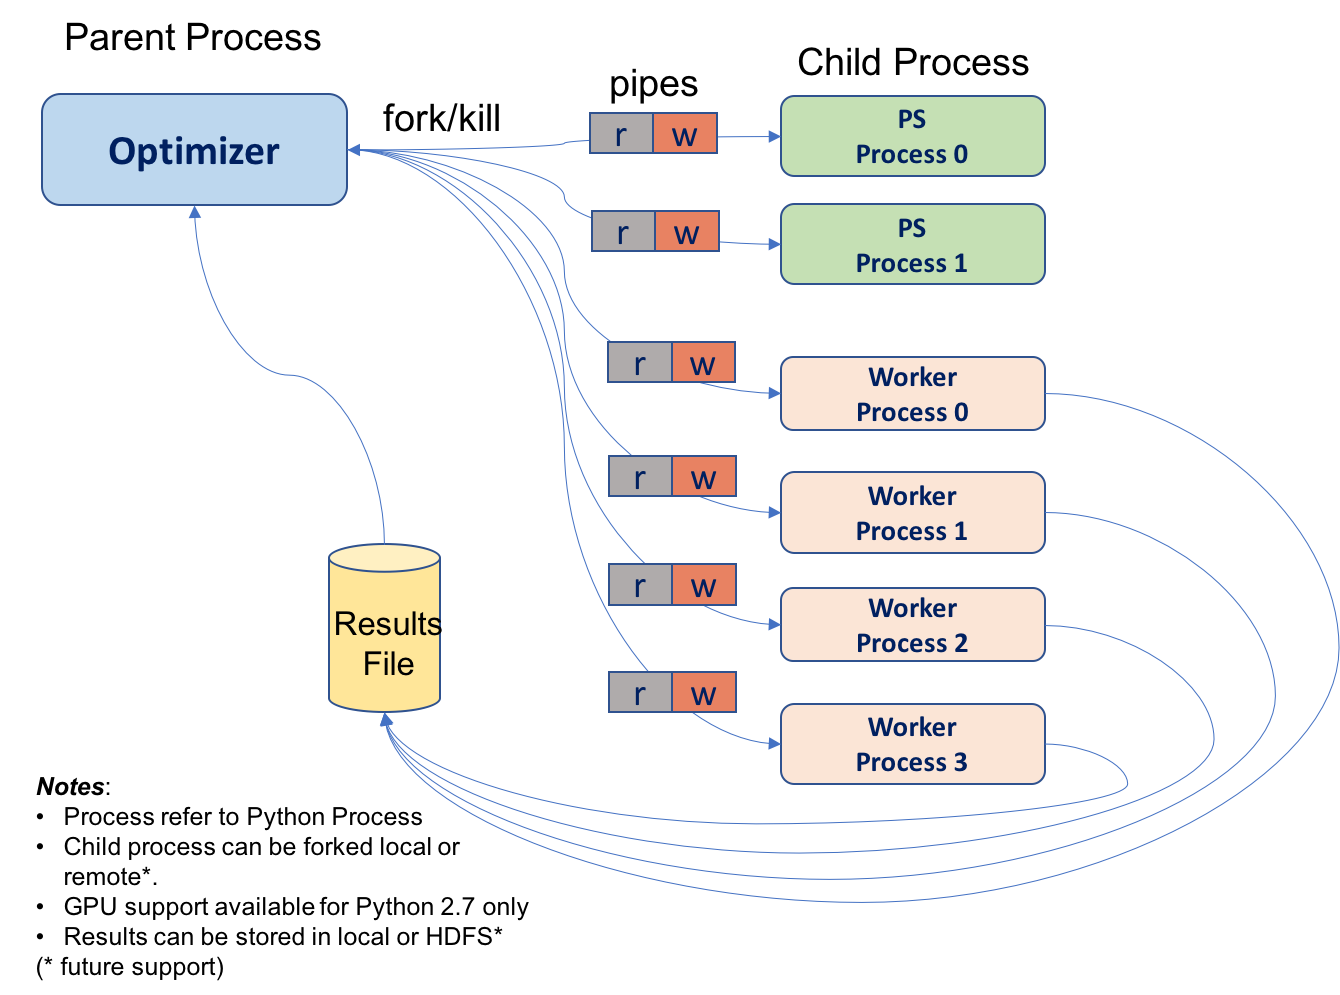 Parent Process
Optimizer
fork/kill
pipes
Child Process
r w
PS
Process 0
r w
PS
Process 1
r w
Worker
Process 0
r w
Worker
Process 1
r w
Worker
Process 2
r w
Worker
Process 3
Results
File
Notes:
• Process refer to Python Process
• Child process can be forked local or
remote*.
• GPU support available for Python 2.7 only
• Results can be stored in local or HDFS*
(* future support)